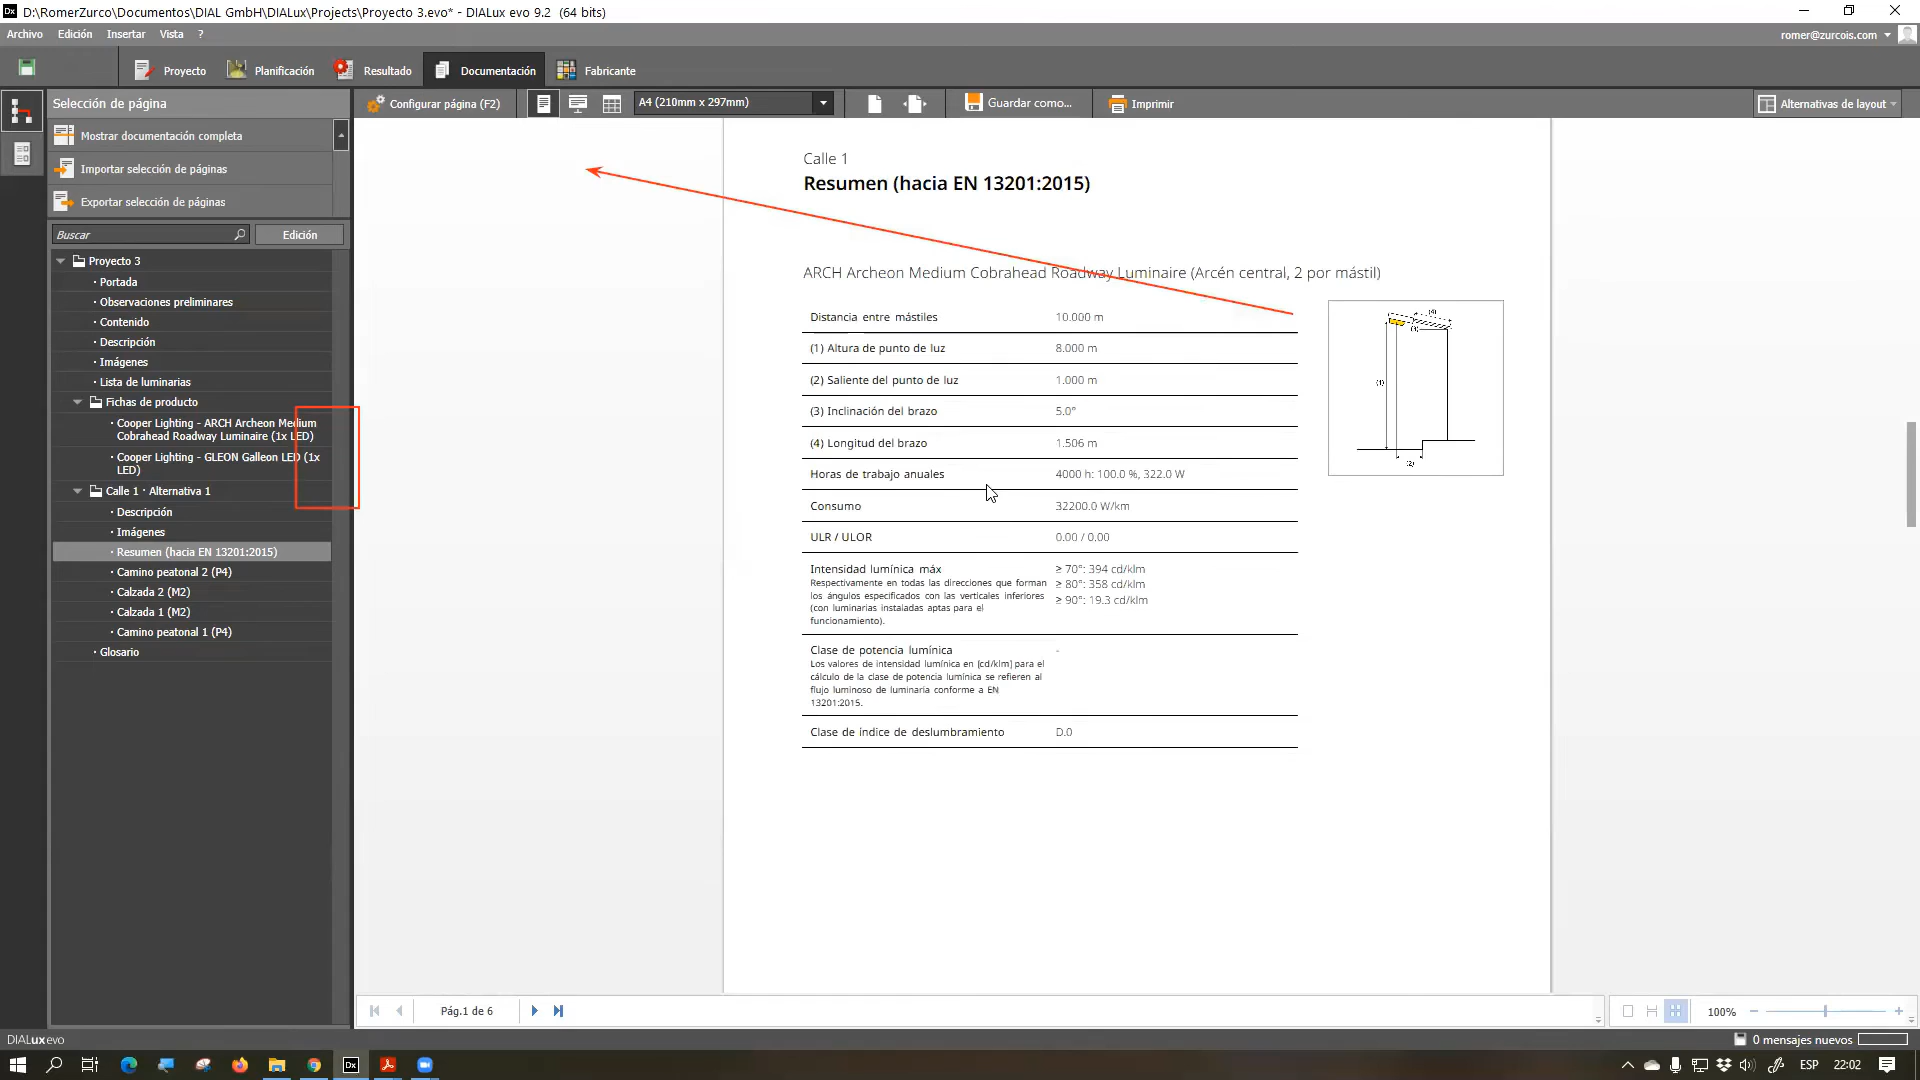 D:\RomerZurco\Documentos\DIAL GmbH\DIALux\Projects\Proyecto 3.evo* - DIALux evo 9.2 (64 bits)
Archivo Edición Insertar Vista ?
romer@zurcois.com
Proyecto Planificación Resultado Documentación Fabricante
Selección de página
Configurar página (F2)
A4 (210mm x 297mm)
Guardar como...
Imprimir
Alternativas de layout
Mostrar documentación completa
Importar selección de páginas
Exportar selección de páginas
Buscar
Edición
Proyecto 3
· Portada
· Observaciones preliminares
· Contenido
· Descripción
· Imágenes
· Lista de luminarias
Fichas de producto
· Cooper Lighting - ARCH Archeon Medium
Cobrahead Roadway Luminaire (1x LED)
· Cooper Lighting - GLEON Galleon LED (1x
LED)
Calle 1 · Alternativa 1
· Descripción
· Imágenes
· Resumen (hacia EN 13201:2015)
· Camino peatonal 2 (P4)
· Calzada 2 (M2)
· Calzada 1 (M2)
· Camino peatonal 1 (P4)
· Glosario
Calle 1
Resumen (hacia EN 13201:2015)
ARCH Archeon Medium Cobrahead Roadway Luminaire (Arcén central, 2 por mástil)
Distancia entre mástiles 10.000 m
(1) Altura de punto de luz 8.000 m
(2) Saliente del punto de luz 1.000 m
(3) Inclinación del brazo 5.0°
(4) Longitud del brazo 1.506 m
Horas de trabajo anuales 4000 h: 100.0 %, 322.0 W
Consumo 32200.0 W/km
ULR / ULOR 0.00 / 0.00
Intensidad lumínica máx
Respectivamente en todas las direcciones que forman
los ángulos especificados con las verticales inferiores
(con luminarias instaladas aptas para el
funcionamiento).
≥ 70°: 394 cd/klm
≥ 80°: 358 cd/klm
≥ 90°: 19.3 cd/klm
Clase de potencia lumínica -
Los valores de intensidad lumínica en [cd/klm] para el
cálculo de la clase de potencia lumínica se refieren al
flujo luminoso de luminaria conforme a EN
13201:2015.
Clase de índice de deslumbramiento D.0
(4)
(3)
(1)
(2)
Pág.1 de 6
100%
DIALux evo
0 mensajes nuevos
Dx
ESP 22:02